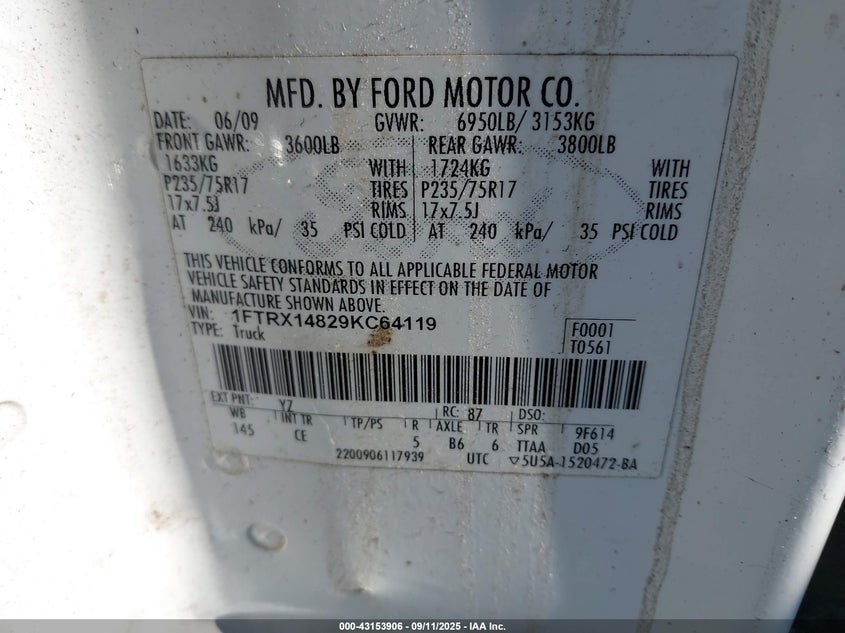 MFD. BY FORD MOTOR CO.
DATE: 06/09 GVWR: 6950LB/ 3153KG
FRONT GAWR: 3600LB REAR GAWR: 3800LB
1633KG WITH 1724KG WITH
P235/75R17 TIRES P235/75R17 TIRES
17x7.5J RIMS 17x7.5J RIMS
AT 240 kPa/ 35 PSI COLD AT 240 kPa/ 35 PSI COLD
THIS VEHICLE CONFORMS TO ALL APPLICABLE FEDERAL MOTOR
VEHICLE SAFETY STANDARDS IN EFFECT ON THE DATE OF
MANUFACTURE SHOWN ABOVE.
VIN: 1FTRX14829KC64119
TYPE: Truck
F0001
T0561
EXT PNT: YZ RC: 87 DSO:
WB INT TR TP/PS R AXLE TR SPR 9F614
145 CE 5 B6 6 TTAA D05
2200906117939 UTC ▽5U5A-1520472-BA
000-43153906 - 09/11/2025 - IAA Inc.